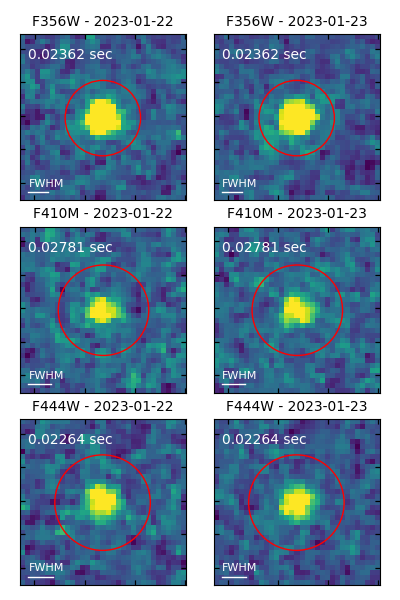 F356W - 2023-01-22
F356W - 2023-01-23
0.02362 sec
0.02362 sec
FWHM
FWHM
F410M - 2023-01-22
F410M - 2023-01-23
0.02781 sec
0.02781 sec
FWHM
FWHM
F444W - 2023-01-22
F444W - 2023-01-23
0.02264 sec
0.02264 sec
FWHM
FWHM